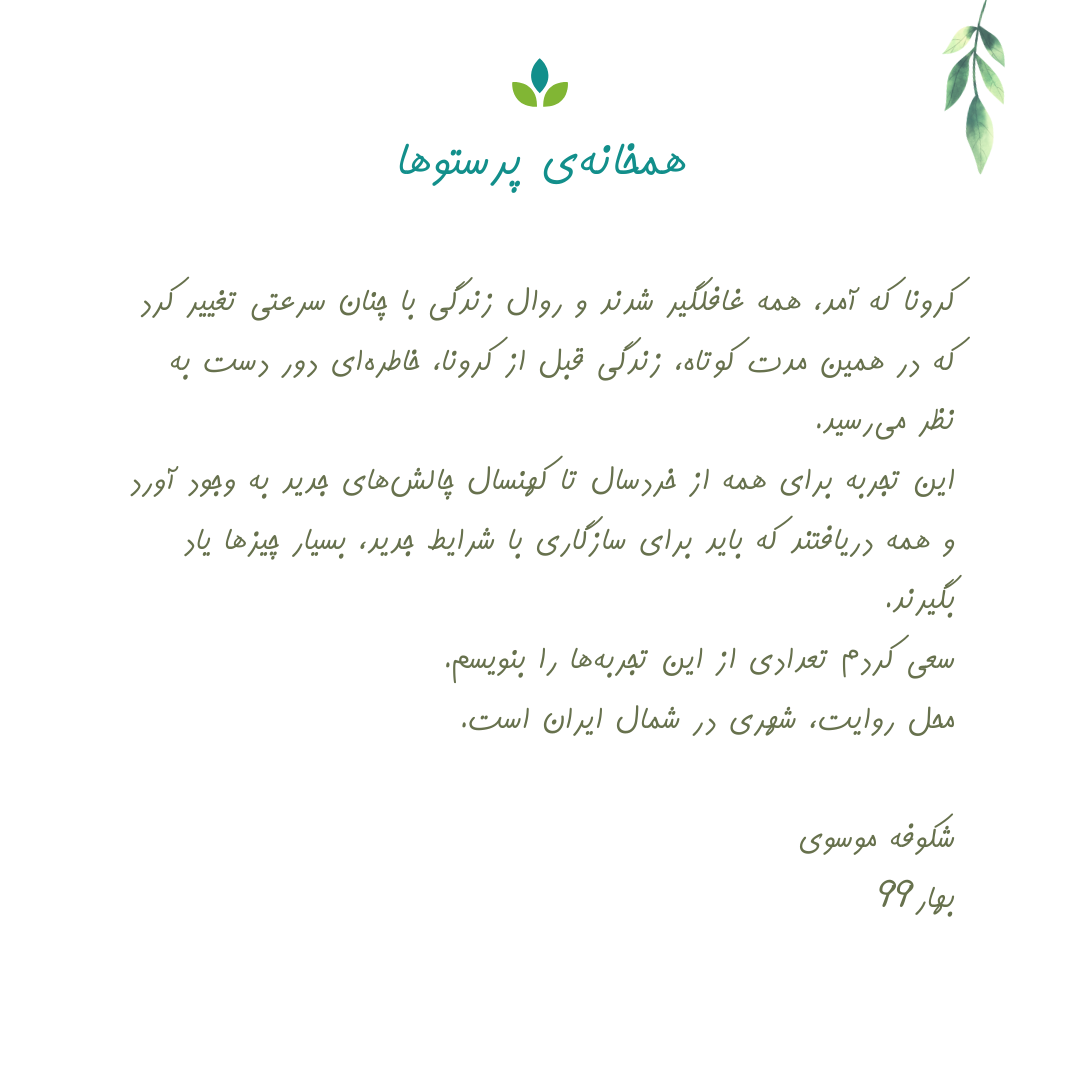 همخانه‌ی پرستوها
کرونا که آمد، همه غافلگیر شدند و روال زندگی با چنان سرعتی تغییر کرد
که در همین مدت کوتاه، زندگی قبل از کرونا، خاطره‌ای دور دست به
نظر می‌رسید.
این تجربه برای همه از خردسال تا کهنسال چالش‌های جدید به وجود آورد
و همه دریافتند که باید برای سازگاری با شرایط جدید، بسیار چیزها یاد
بگیرند.
سعی کردم تعدادی از این تجربه‌ها را بنویسم.
محل روایت، شهری در شمال ایران است.
شکوفه موسوی
بهار 99